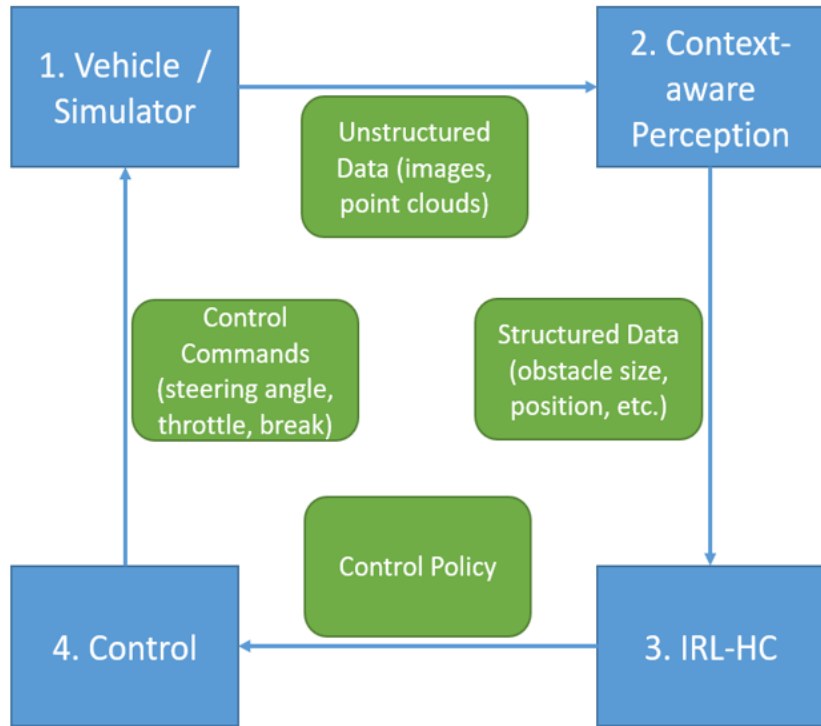 1. Vehicle /
Simulator
2. Context-
aware
Perception
Unstructured
Data (images,
point clouds)
Control
Commands
(steering angle,
throttle, break)
Structured Data
(obstacle size,
position, etc.)
Control Policy
4. Control
3. IRL-HC